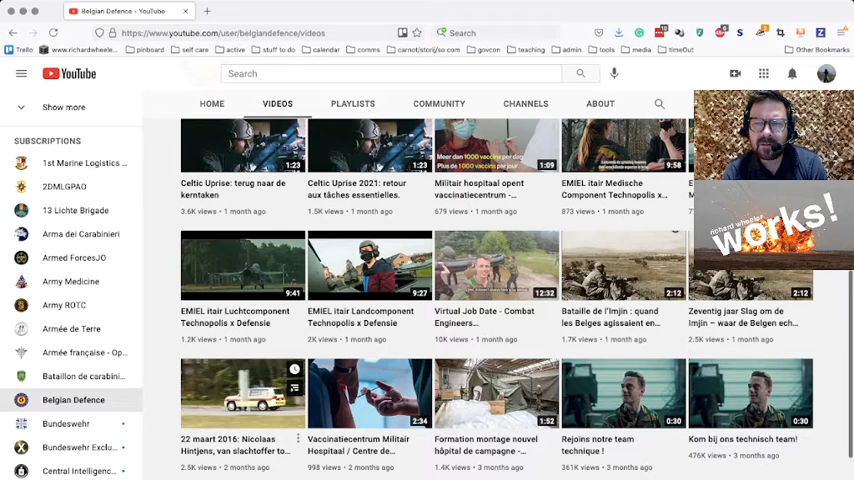 Belgian Defence - YouTube
https://www.youtube.com/user/belgiandefence/videos
Search
Trello
www.richardwheele...
pinboard
self care
active
stuff to do
calendar
comms
carnot/storij/so com
govcon
teaching
admin
tools
media
timeOut
Other Bookmarks
YouTube
Search
Show more
SUBSCRIPTIONS
1st Marine Logistics ...
2DMLGPAO
13 Lichte Brigade
Arma dei Carabinieri
Armed ForcesJO
Army Medicine
Army ROTC
Armée de Terre
Armée française - Op...
Bataillon de carabini...
Belgian Defence
Bundeswehr
Bundeswehr Exclu...
Central Intelligenc...
HOME
VIDEOS
PLAYLISTS
COMMUNITY
CHANNELS
ABOUT
1:23
1:23
Meer dan 1000 vaccins per dag
Plus de 1000 vaccins par jour
1:09
9:58
Celtic Uprise: terug naar de
kerntaken
3.6K views · 1 month ago
Celtic Uprise 2021: retour
aux tâches essentielles.
1.5K views · 1 month ago
Militair hospitaal opent
vaccinatiecentrum -...
679 views · 1 month ago
EMIEL itair Medische
Component Technopolis x...
873 views · 1 month ago
richard wheeler
works!
9:41
9:27
12:32
2:12
2:12
EMIEL itair Luchtcomponent
Technopolis x Defensie
1.2K views · 1 month ago
EMIEL itair Landcomponent
Technopolis x Defensie
2K views · 1 month ago
Virtual Job Date - Combat
Engineers...
10K views · 1 month ago
Bataille de l'Imjin : quand
les Belges agissaient en...
1.7K views · 1 month ago
Zeventig jaar Slag om de
Imjin – waar de Belgen ech...
2.5K views · 1 month ago
2:34
1:52
0:30
0:30
22 maart 2016: Nicolaas
Hintjens, van slachtoffer to...
2.5K views · 2 months ago
Vaccinatiecentrum Militair
Hospitaal / Centre de...
998 views · 2 months ago
Formation montage nouvel
hôpital de campagne -...
1.4K views · 3 months ago
Rejoins notre team
technique !
361K views · 3 months ago
Kom bij ons technisch team!
476K views · 3 months ago